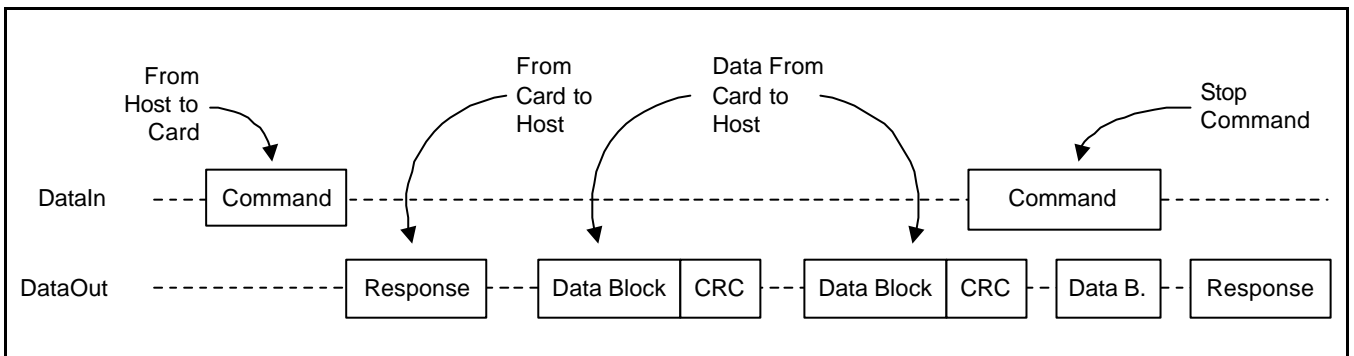 From
Host to
Card
From
Card to
Host
Data From
Card to
Host
Stop
Command
DataIn
Command
Command
DataOut
Response
Data Block
CRC
Data Block
CRC
Data B.
Response